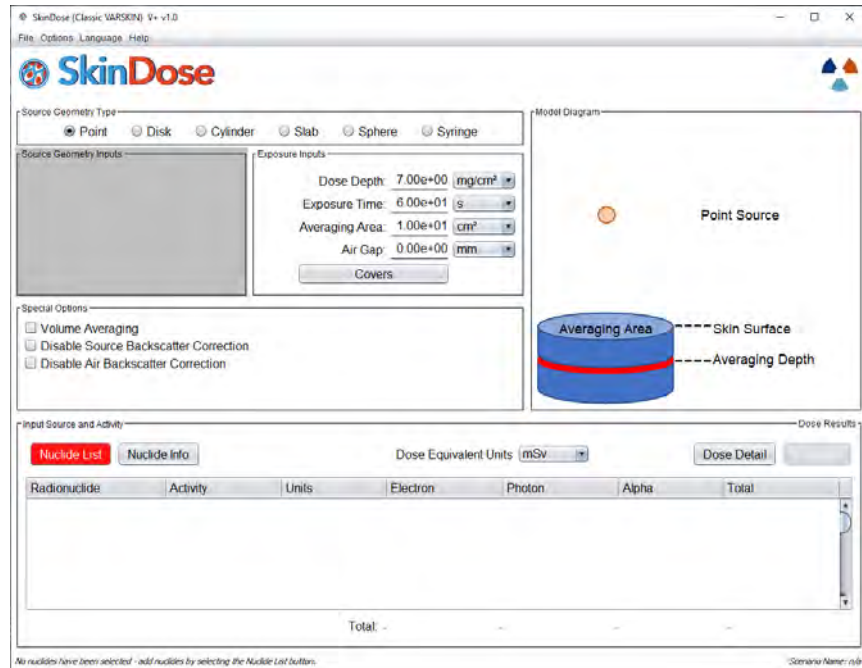 SkinDose (Classic VARSKIN) V+ v1.0
File Options Language Help
SkinDose
Source Geometry Type
Model Diagram
Point Disk Cylinder Slab Sphere Syringe
Source Geometry Inputs
Exposure Inputs
Dose Depth: 7.00e+00 mg/cm²
Exposure Time: 6.00e+01 s
Averaging Area: 1.00e+01 cm²
Air Gap: 0.00e+00 mm
Covers
Point Source
Special Options
Volume Averaging
Disable Source Backscatter Correction
Disable Air Backscatter Correction
Averaging Area
Skin Surface
Averaging Depth
Input Source and Activity
Dose Results
Nuclide List Nuclide Info Dose Equivalent Units mSv Dose Detail
Radionuclide Activity Units Electron Photon Alpha Total
Total: - - - -
No nuclides have been selected - add nuclides by selecting the Nuclide List button.
Scenario Name: n/a